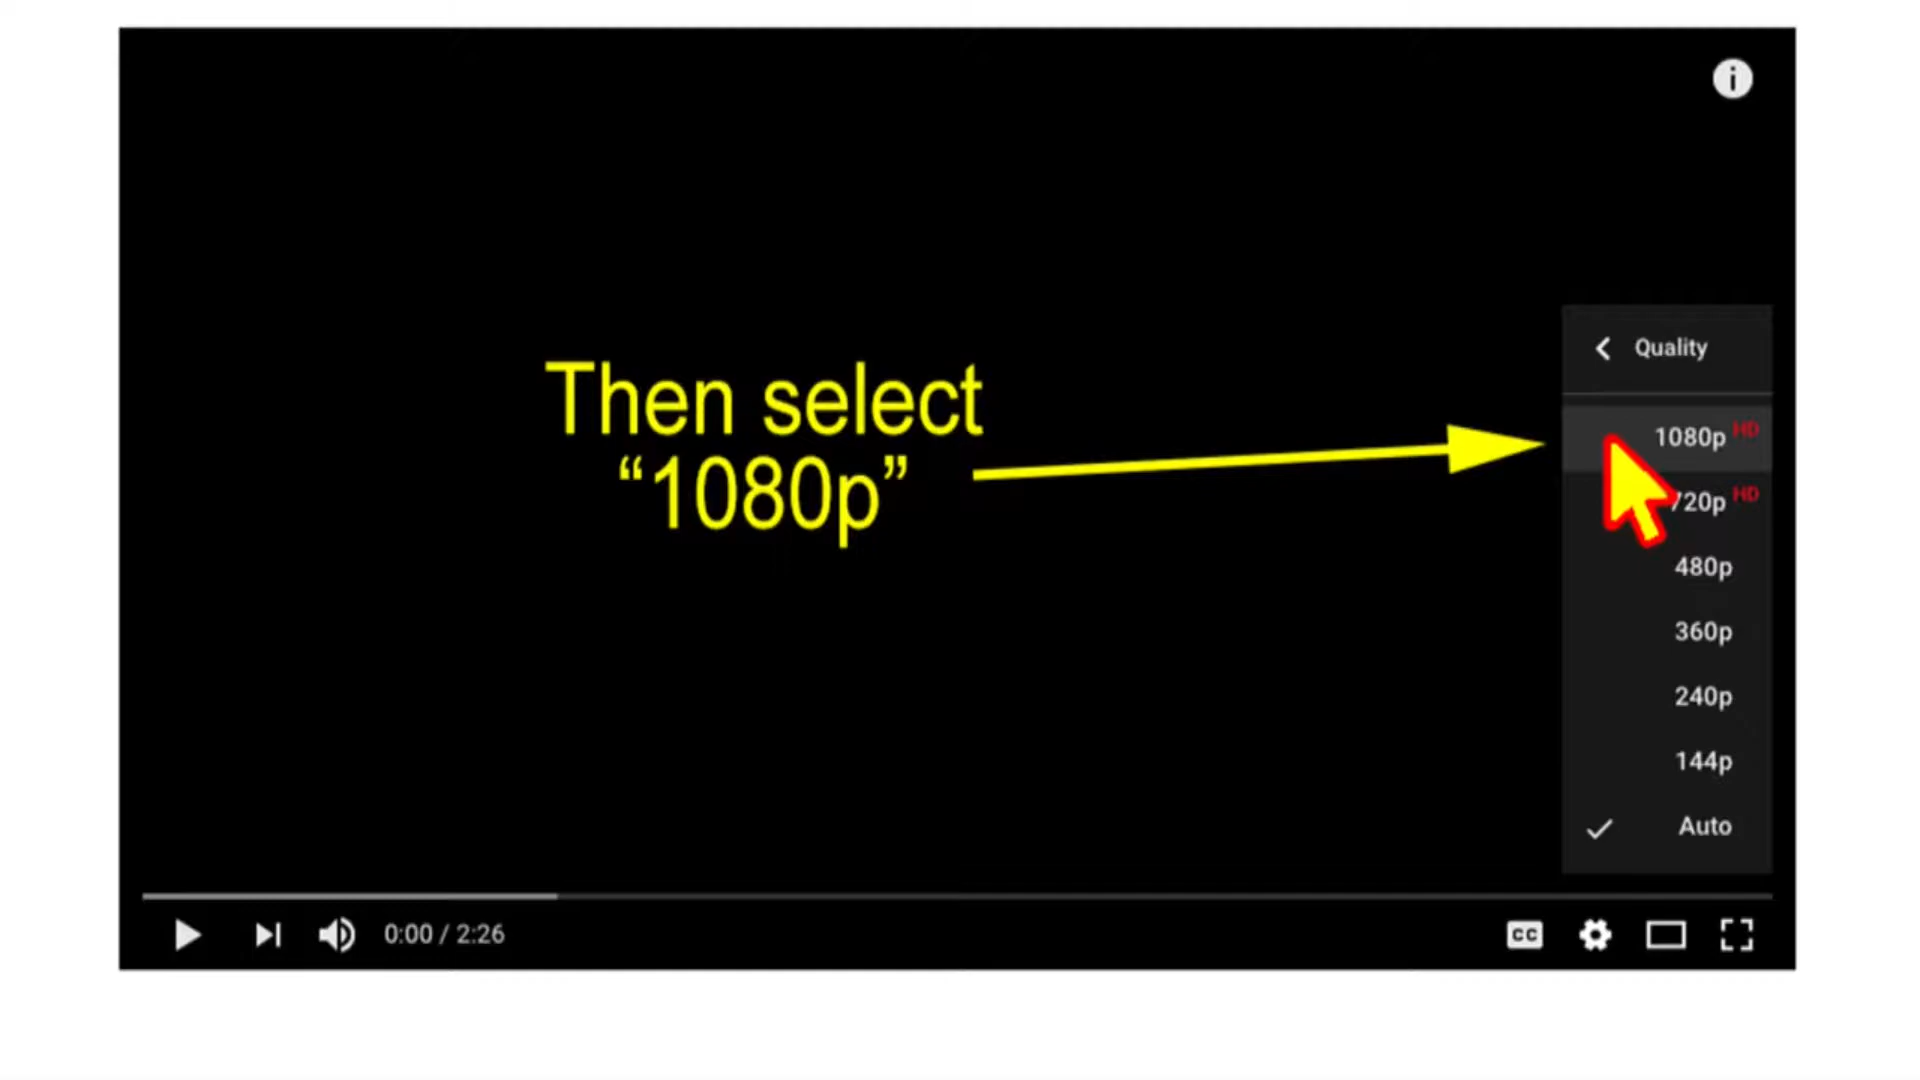 Quality
Then select
“1080p”
1080p HD
720p HD
480p
360p
240p
144p
Auto
0:00 / 2:26
CC